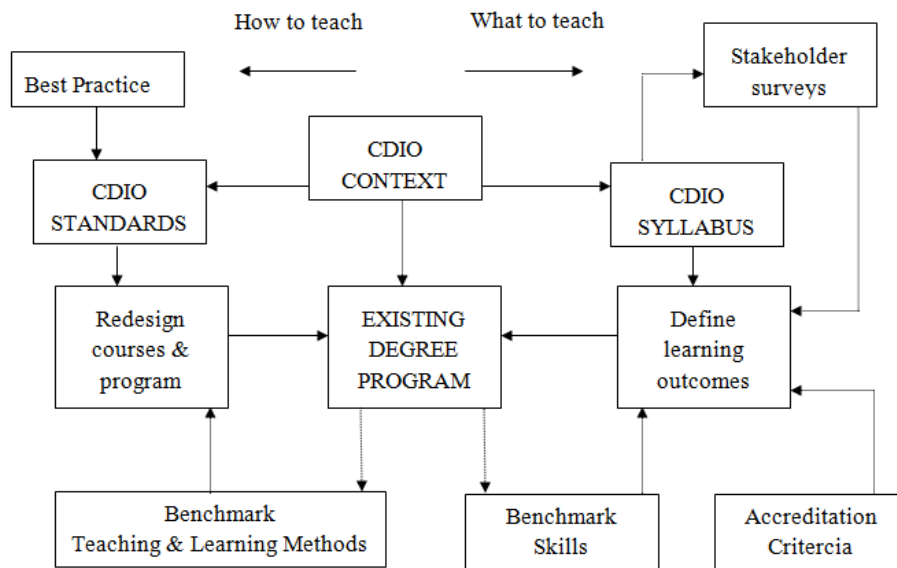 How to teach
What to teach
Best Practice
Stakeholder
surveys
CDIO
CONTEXT
CDIO
STANDARDS
CDIO
SYLLABUS
Redesign
courses &
program
EXISTING
DEGREE
PROGRAM
Define
learning
outcomes
Benchmark
Teaching & Learning Methods
Benchmark
Skills
Accreditation
Critercia